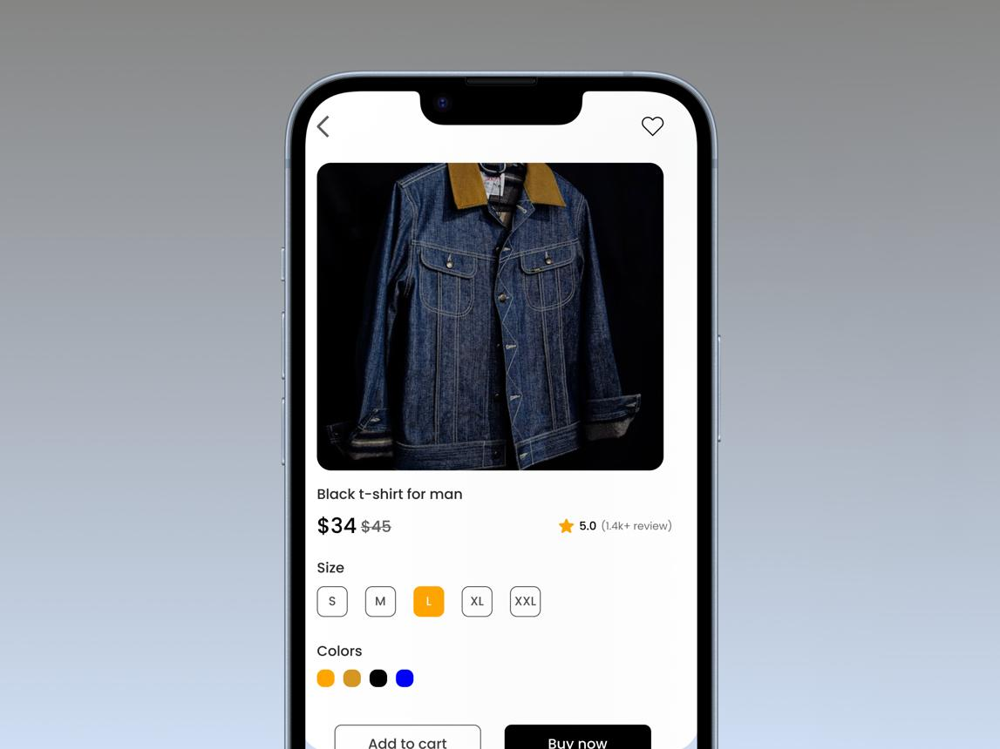 Black t-shirt for man
$34 $45
5.0 (1.4k+ review)
Size
S M L XL XXL
Colors
Add to cart
Buy now